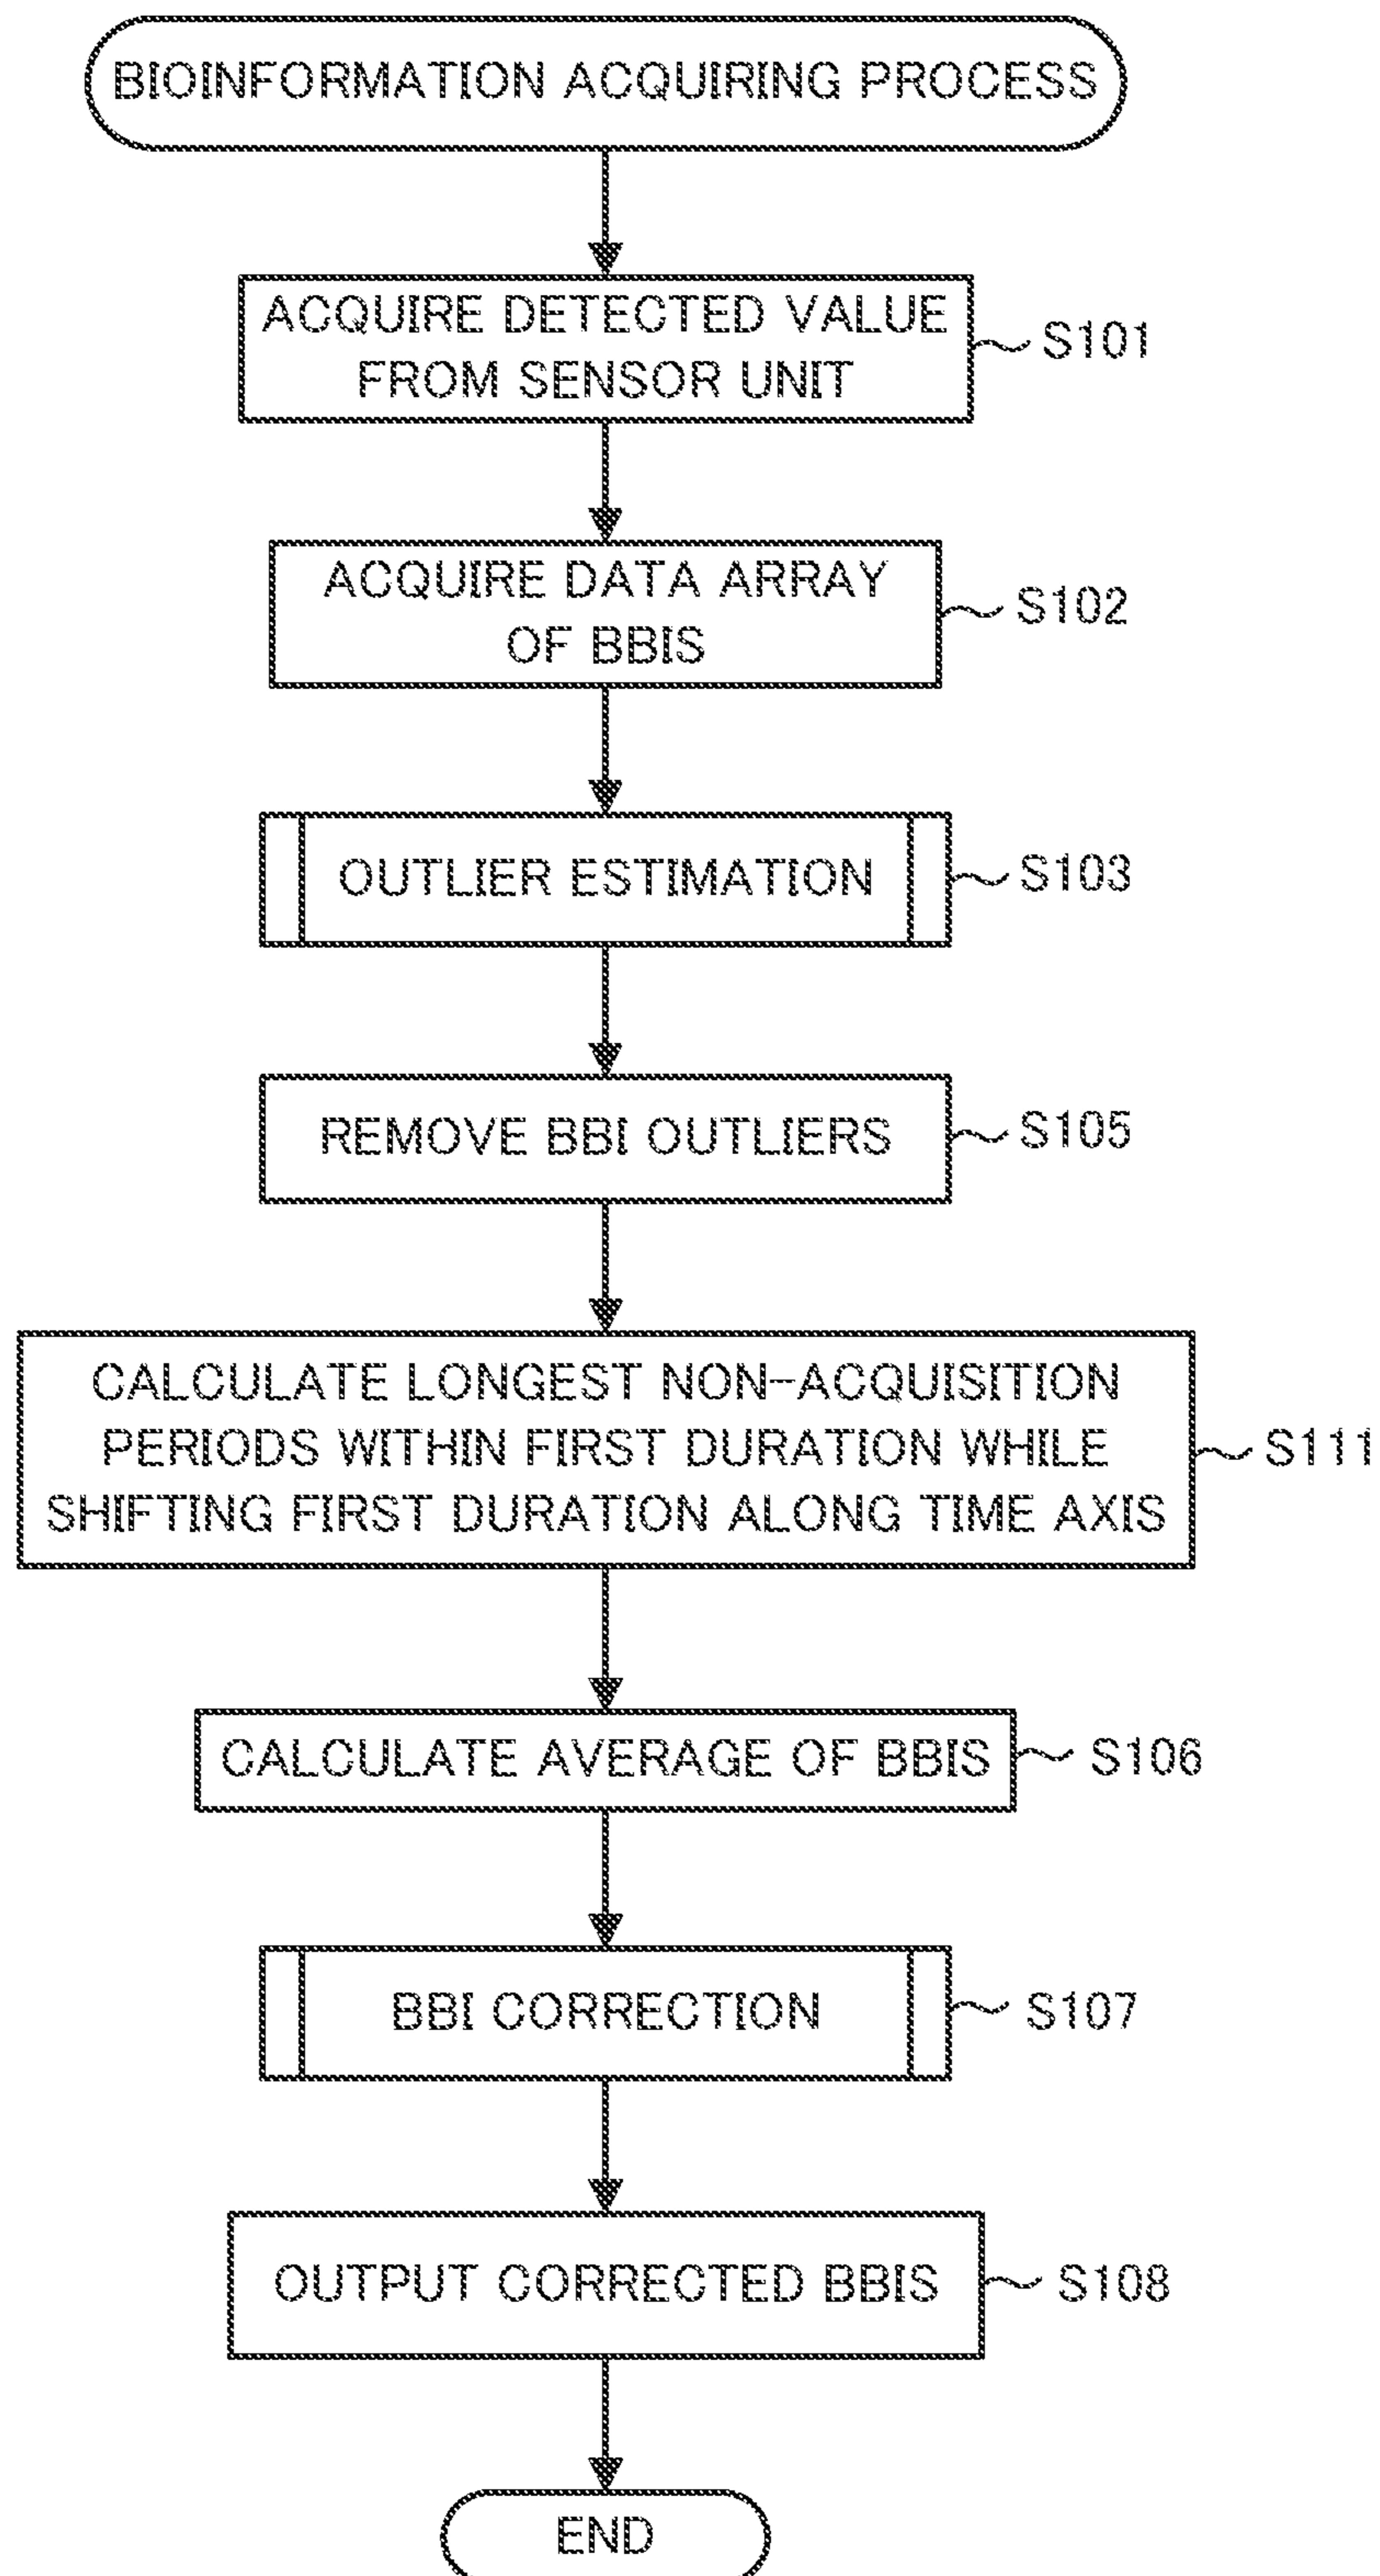 BIOINFORMATION ACQUIRING PROCESS
ACQUIRE DETECTED VALUE
FROM SENSOR UNIT
S101
ACQUIRE DATA ARRAY
OF BBIS
S102
OUTLIER ESTIMATION
S103
REMOVE BBI OUTLIERS
S105
CALCULATE LONGEST NON-ACQUISITION
PERIODS WITHIN FIRST DURATION WHILE
SHIFTING FIRST DURATION ALONG TIME AXIS
S111
CALCULATE AVERAGE OF BBIS
S106
BBI CORRECTION
S107
OUTPUT CORRECTED BBIS
S108
END